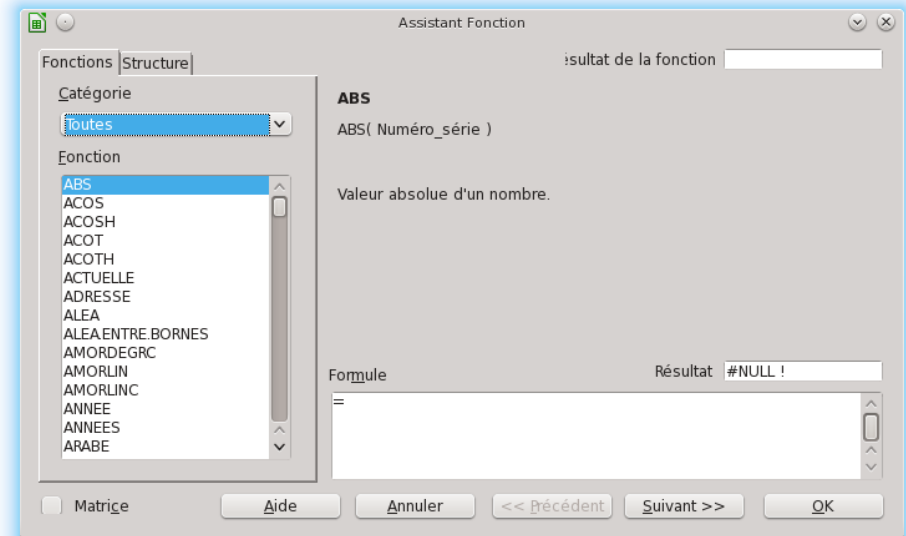 Assistant Fonction
Fonctions
Structure
ésultat de la fonction
Catégorie
Toutes
Fonction
ABS
ACOS
ACOSH
ACOT
ACOTH
ACTUELLE
ADRESSE
ALEA
ALEA.ENTRE.BORNES
AMORDEGRC
AMORLIN
AMORLINC
ANNEE
ANNEES
ARABE
ABS
ABS( Numéro_série )
Valeur absolue d'un nombre.
Formule
Résultat
#NULL !
=
Matrice
Aide
Annuler
<< Précédent
Suivant >>
OK